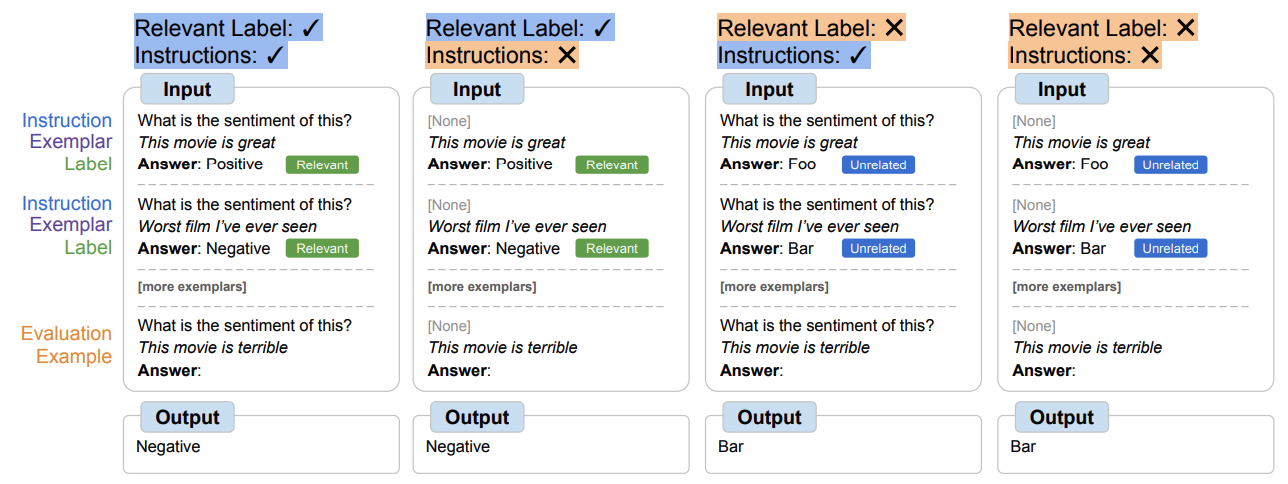 Relevant Label: ✓
Instructions: ✓
Relevant Label: ✓
Instructions: ✕
Relevant Label: ✕
Instructions: ✓
Relevant Label: ✕
Instructions: ✕
Instruction
Exemplar
Label
Instruction
Exemplar
Label
Evaluation
Example
Input
What is the sentiment of this?
This movie is great
Answer: Positive Relevant
What is the sentiment of this?
Worst film I've ever seen
Answer: Negative Relevant
[more exemplars]
What is the sentiment of this?
This movie is terrible
Answer:
Output
Negative
Input
[None]
This movie is great
Answer: Positive Relevant
[None]
Worst film I've ever seen
Answer: Negative Relevant
[more exemplars]
[None]
This movie is terrible
Answer:
Output
Negative
Input
What is the sentiment of this?
This movie is great
Answer: Foo Unrelated
What is the sentiment of this?
Worst film I've ever seen
Answer: Bar Unrelated
[more exemplars]
What is the sentiment of this?
This movie is terrible
Answer:
Output
Bar
Input
[None]
This movie is great
Answer: Foo Unrelated
[None]
Worst film I've ever seen
Answer: Bar Unrelated
[more exemplars]
[None]
This movie is terrible
Answer:
Output
Bar